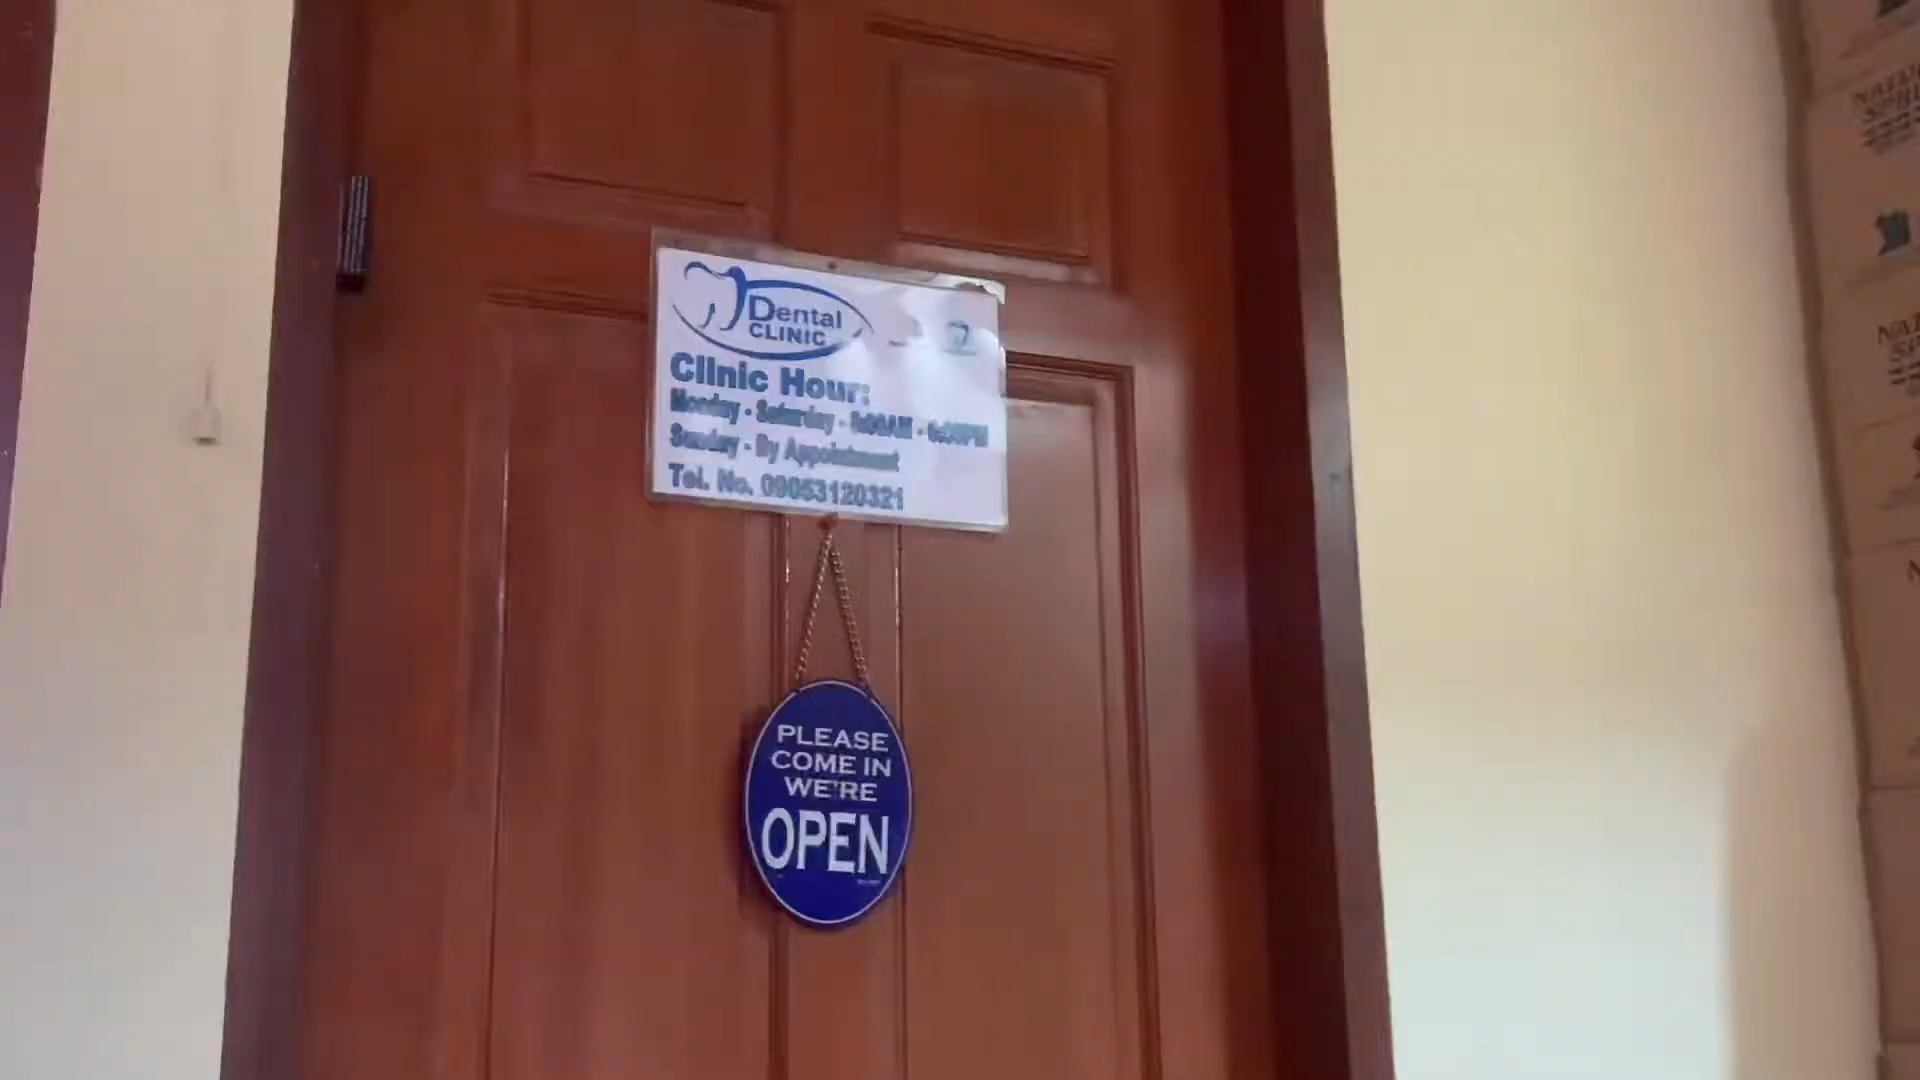 Dental
CLINIC
Clinic Hour:
Monday - Saturday -
Sunday - By Appointment
Tel. No. 09053120321
PLEASE
COME IN
WE'RE
OPEN